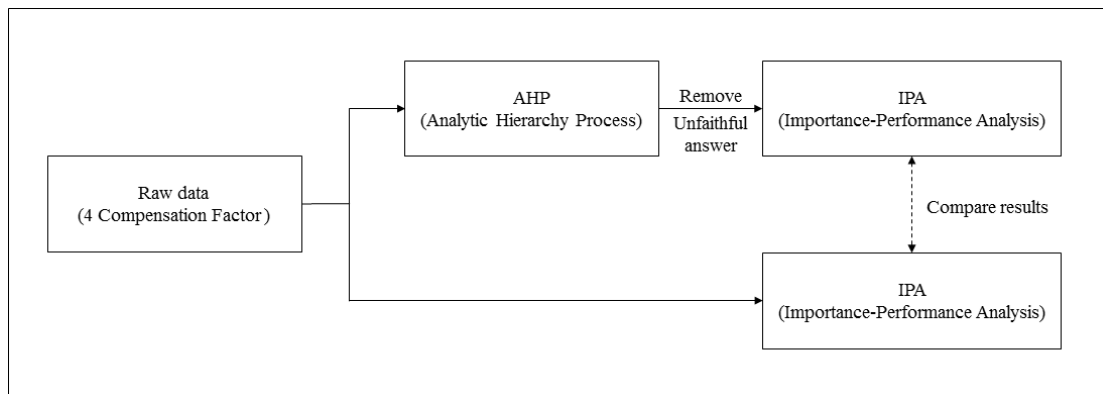 AHP
(Analytic Hierarchy Process)
Remove
Unfaithful
answer
IPA
(Importance-Performance Analysis)
Raw data
(4 Compensation Factor)
Compare results
IPA
(Importance-Performance Analysis)